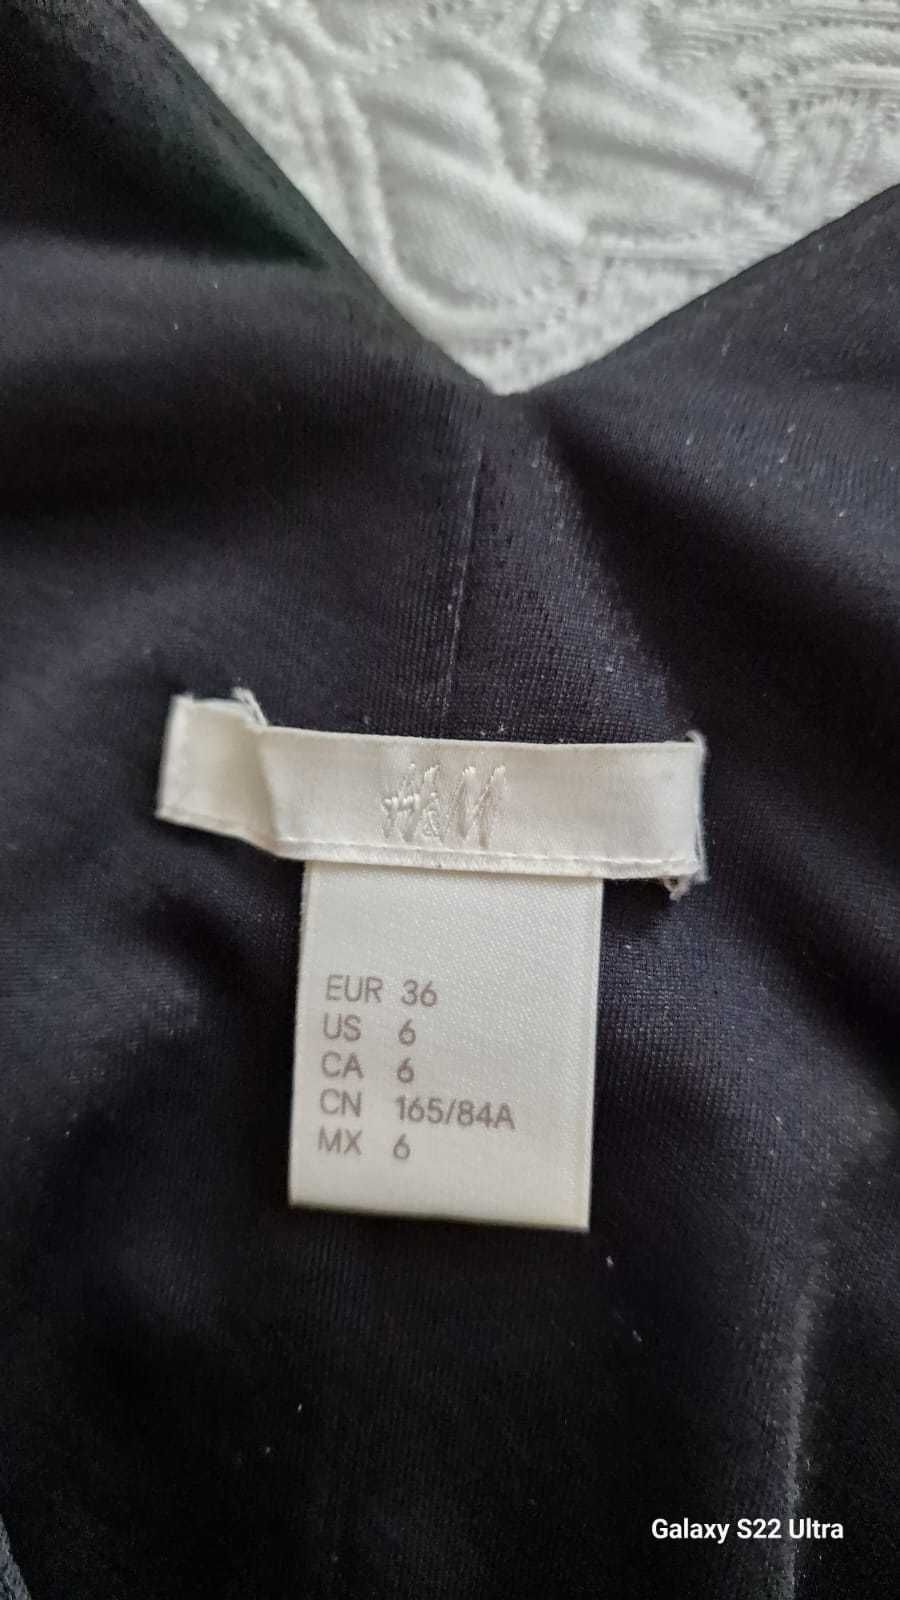 H&M
EUR 36
US 6
CA 6
CN 165/84A
MX 6
Galaxy S22 Ultra